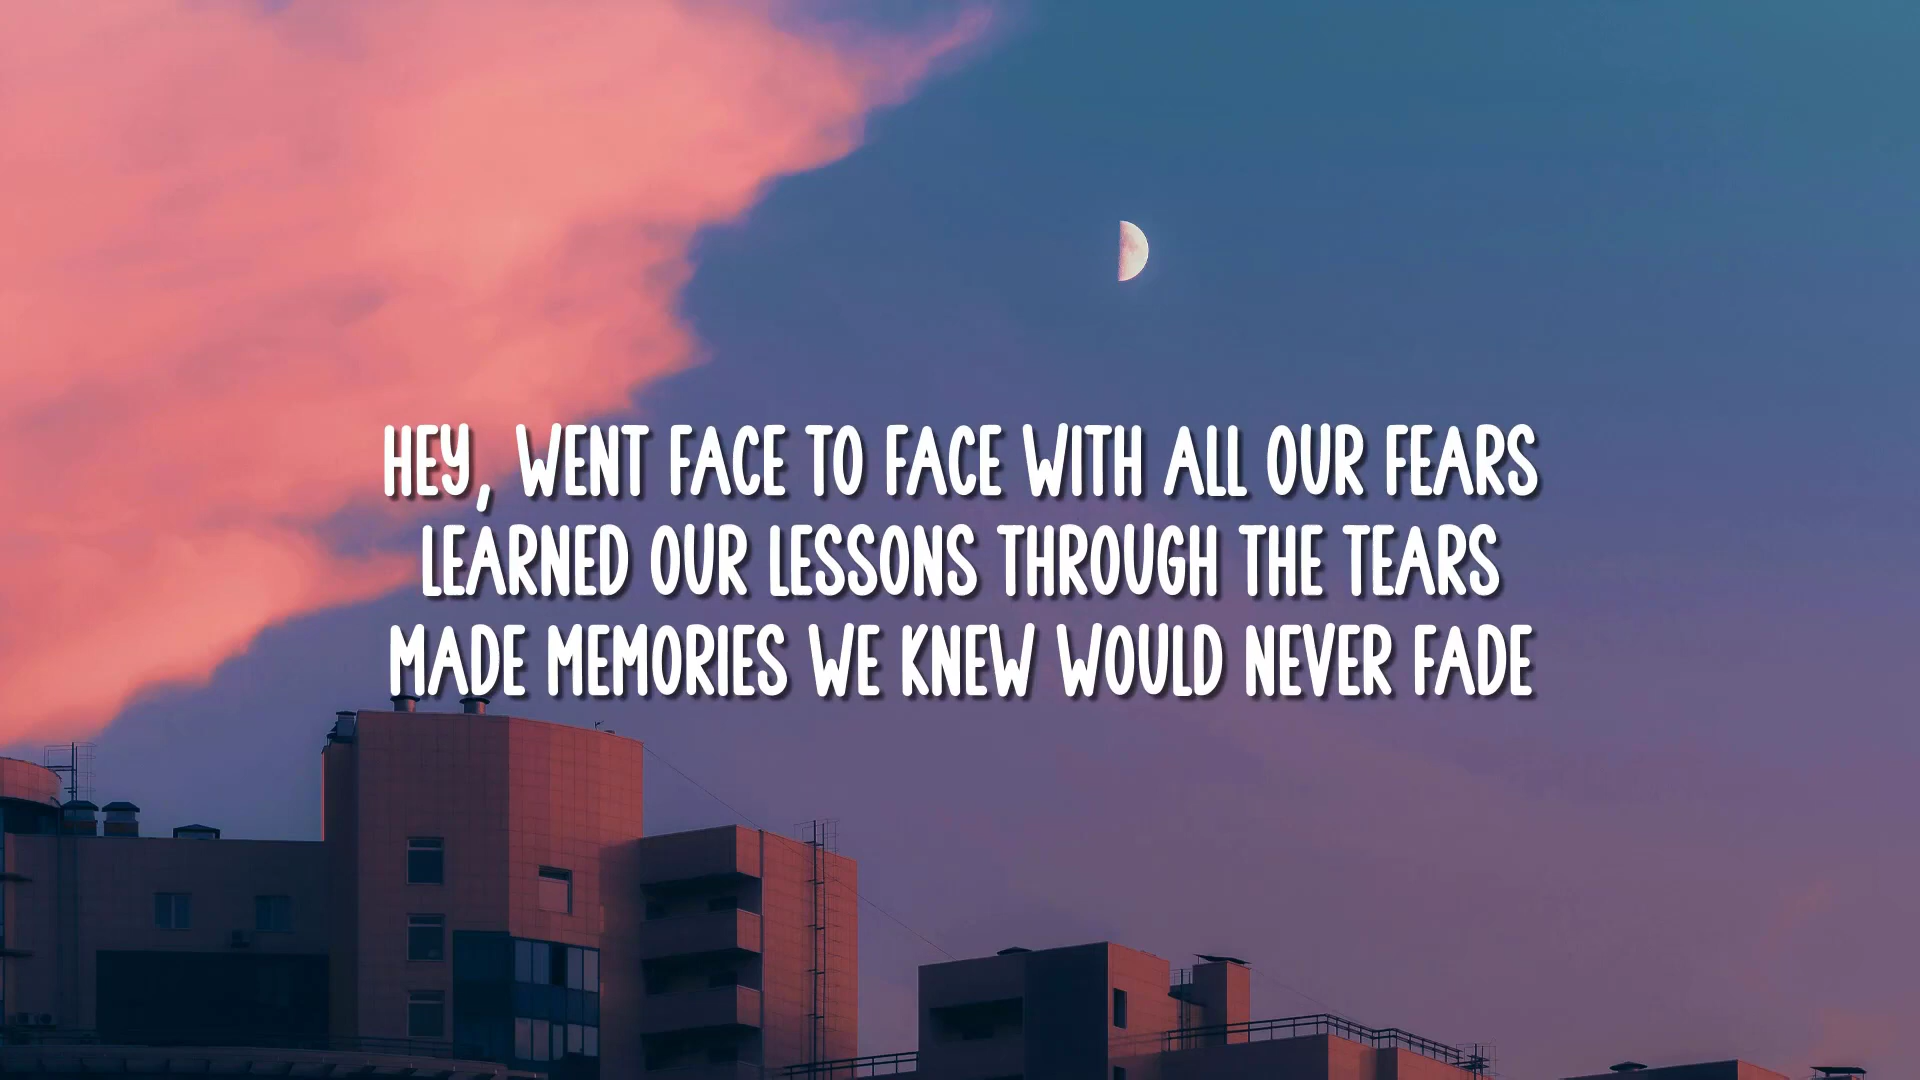 HEY, WENT FACE TO FACE WITH ALL OUR FEARS
LEARNED OUR LESSONS THROUGH THE TEARS
MADE MEMORIES WE KNEW WOULD NEVER FADE